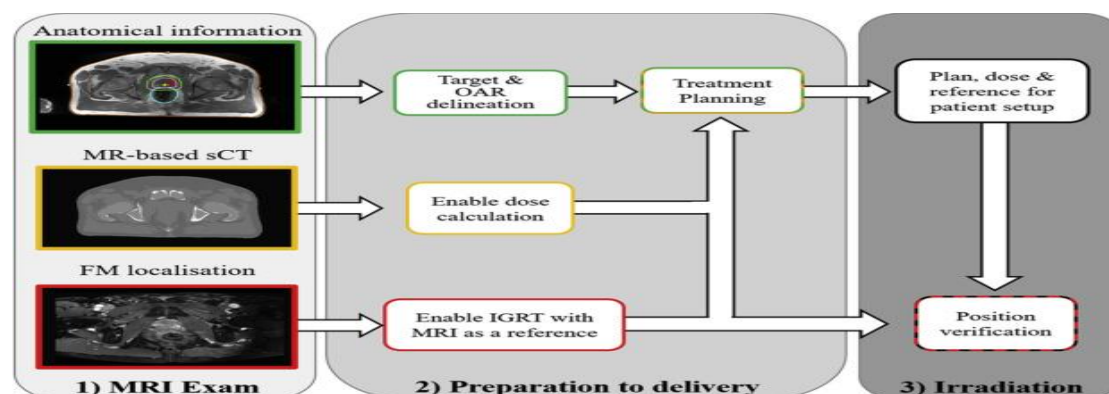 Anatomical information
Target &
OAR
delineation
Treatment
Planning
Plan, dose &
reference for
patient setup
MR-based sCT
Enable dose
calculation
FM localisation
Enable IGRT with
MRI as a reference
Position
verification
1) MRI Exam
2) Preparation to delivery
3) Irradiation